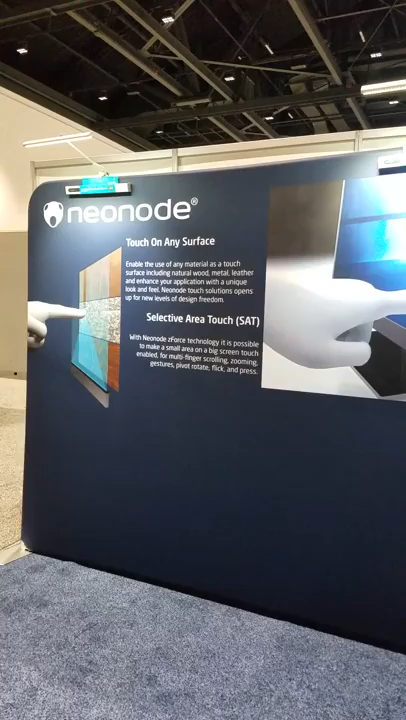 neonode®
Touch On Any Surface
Enable the use of any material as a touch
surface including natural wood, metal, leather
and enhance your application with a unique
look and feel. Neonode touch solutions opens
up for new levels of design freedom.
Selective Area Touch (SAT)
With Neonode zForce technology it is possible
to make a small area on a big screen touch
enabled, for multi-finger scrolling, zooming,
gestures, pivot rotate, flick, and press.